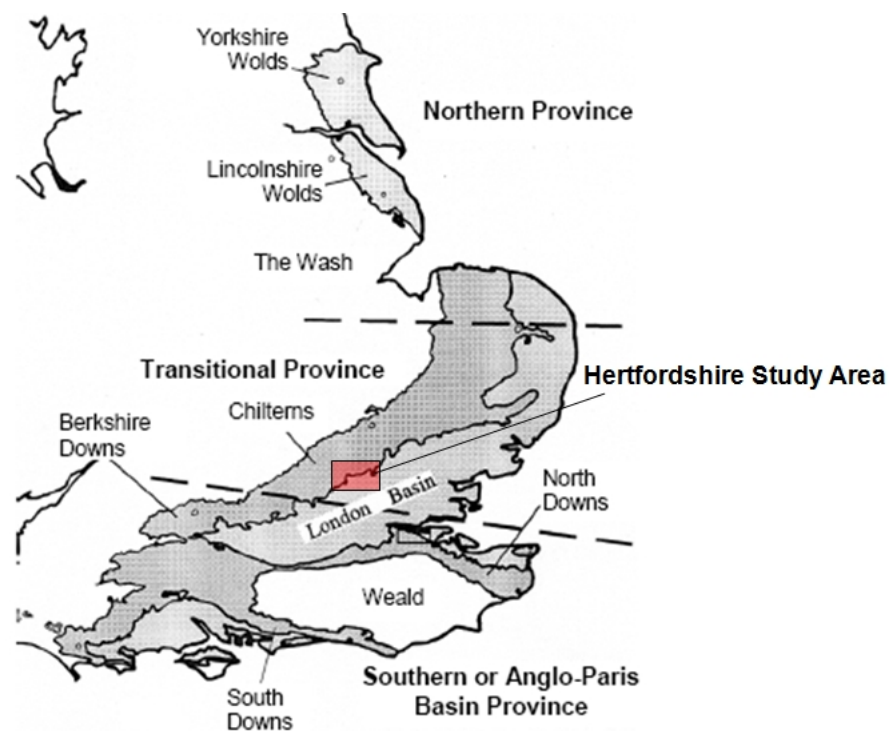 Yorkshire
Wolds
Northern Province
Lincolnshire
Wolds
The Wash
Transitional Province
Hertfordshire Study Area
Chilterns
Berkshire
Downs
North
Downs
London Basin
Weald
Southern or Anglo-Paris
Basin Province
South
Downs